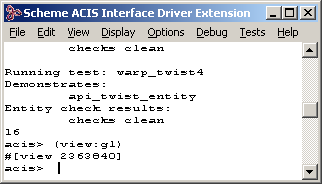 Scheme ACIS Interface Driver Extension
File Edit View Display Options Debug Tests Help
checks clean
Running test: warp_twist4
Demonstrates:
api_twist_entity
Entity check results:
checks clean
16
acis> (view:gl)
#[view 2363840]
acis>